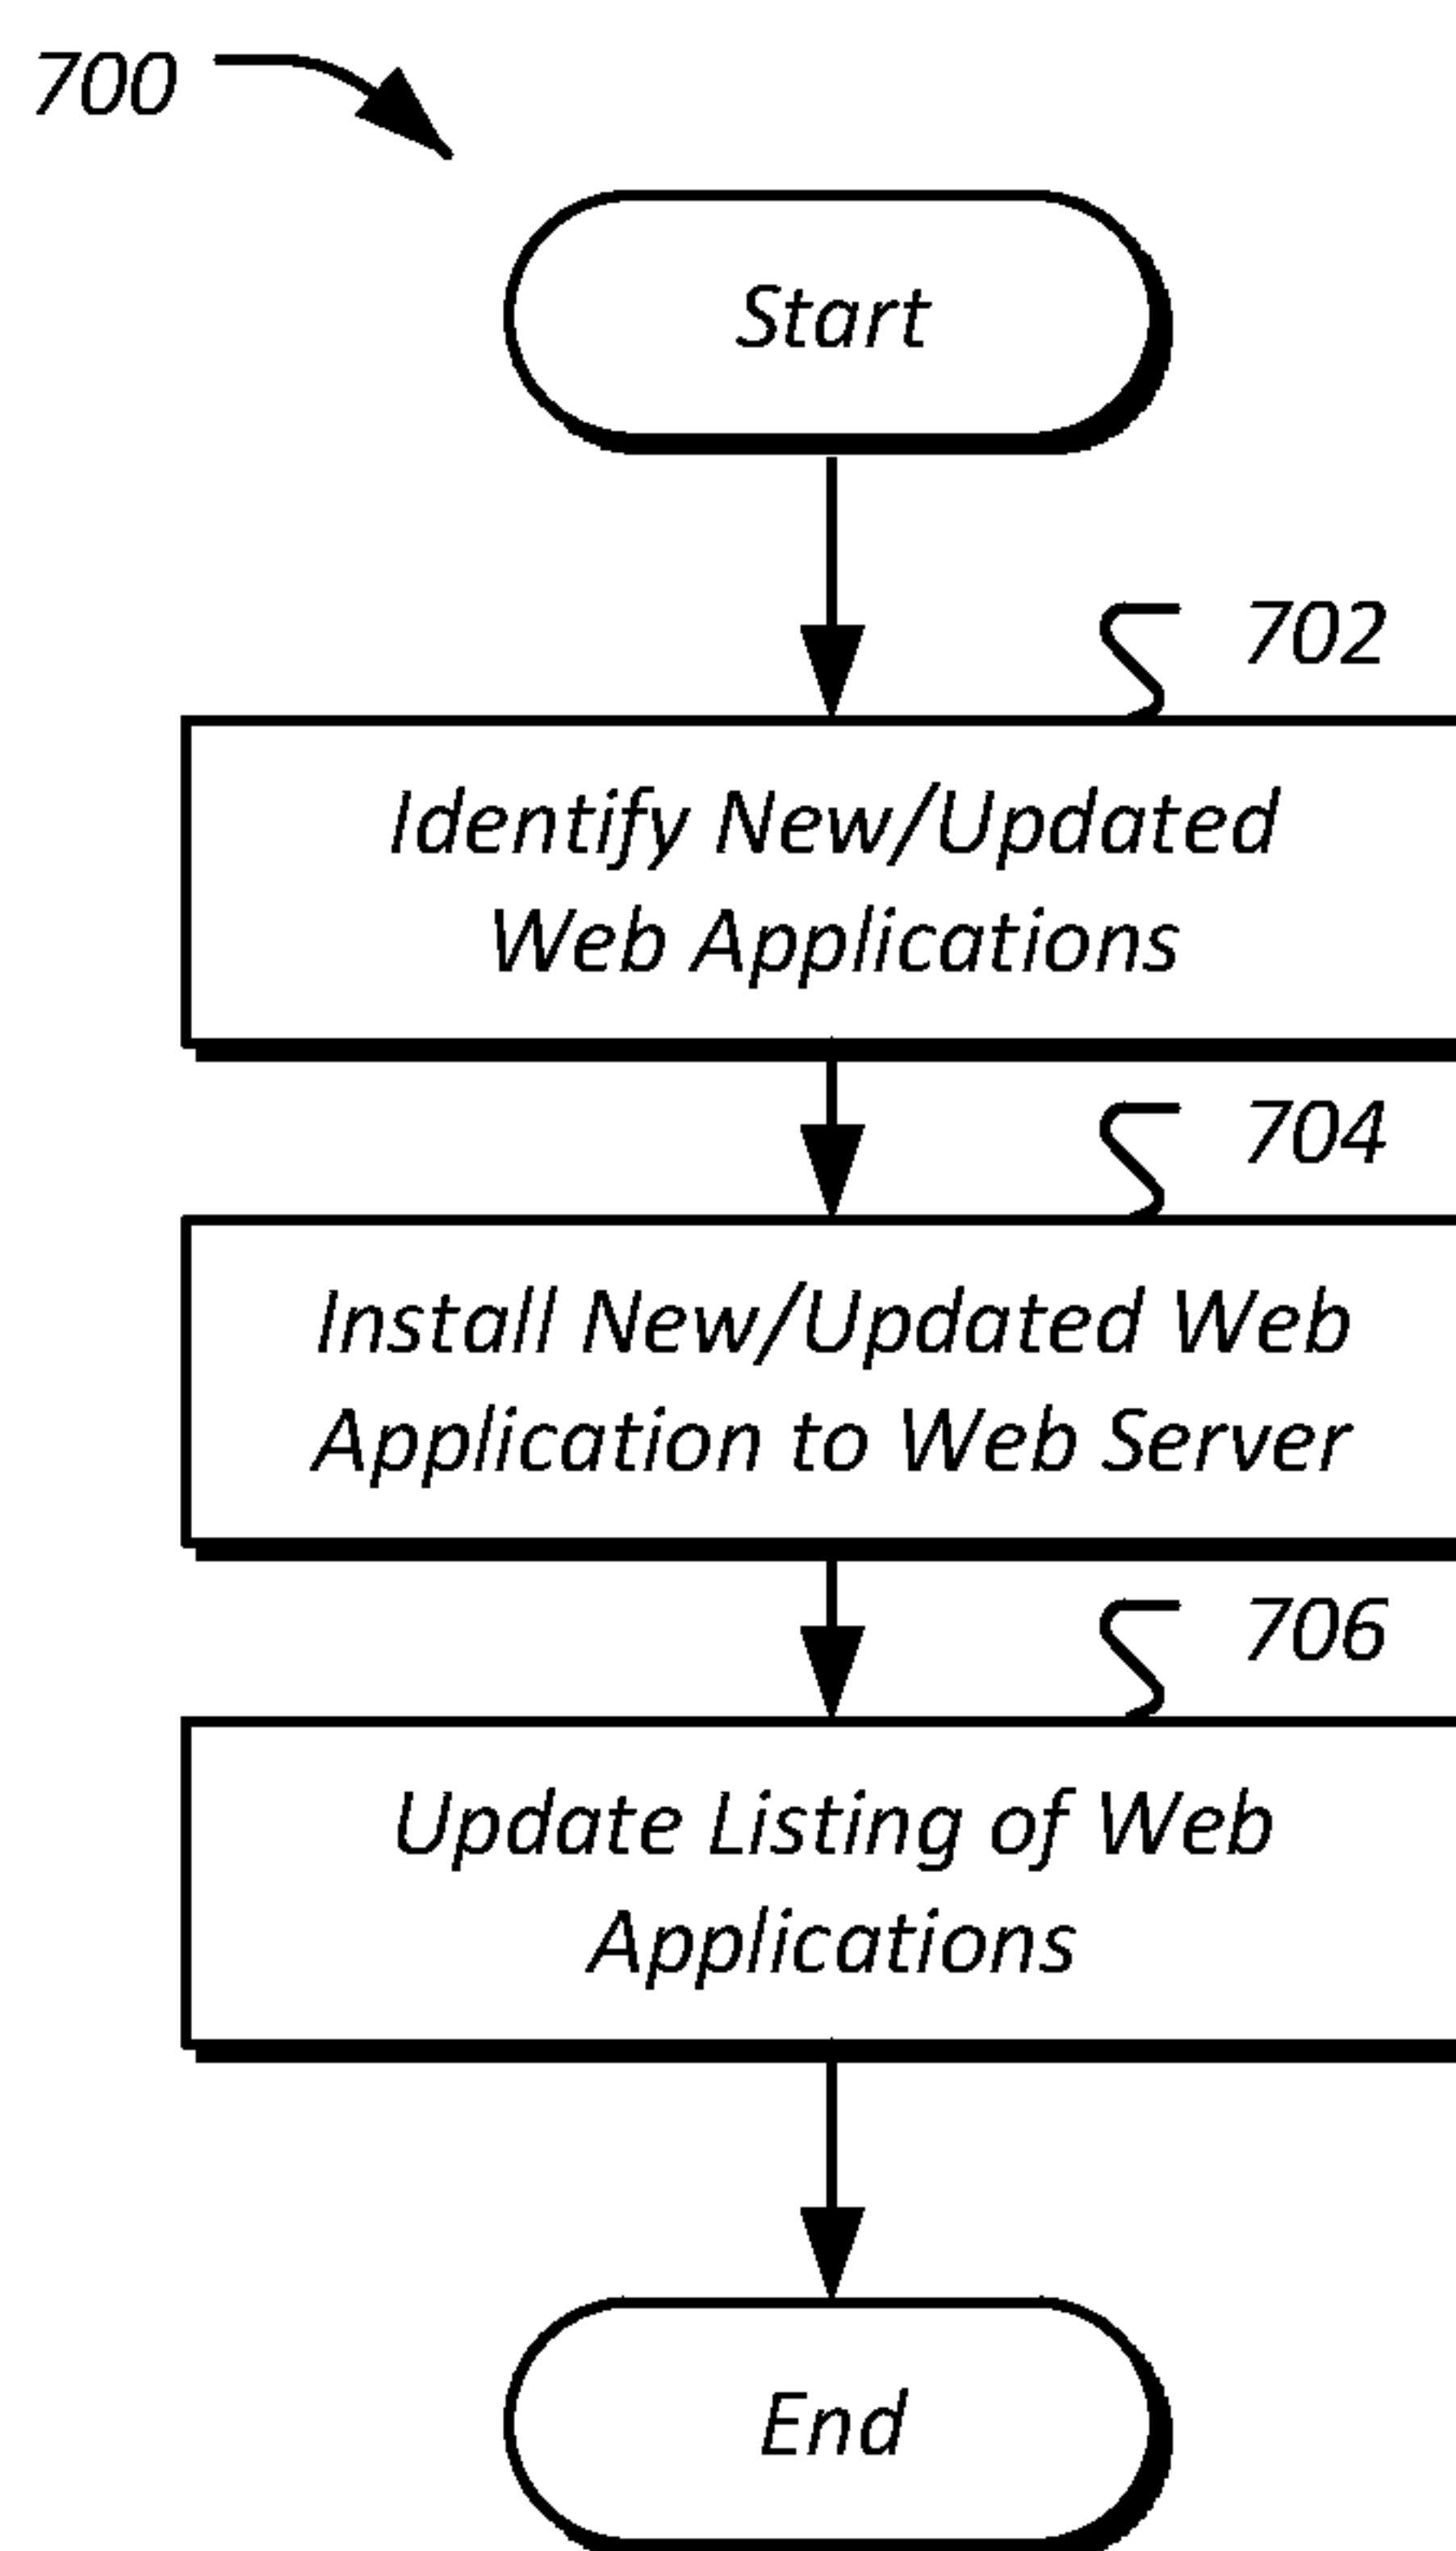 700
Start
702
Identify New/Updated
Web Applications
704
Install New/Updated Web
Application to Web Server
706
Update Listing of Web
Applications
End